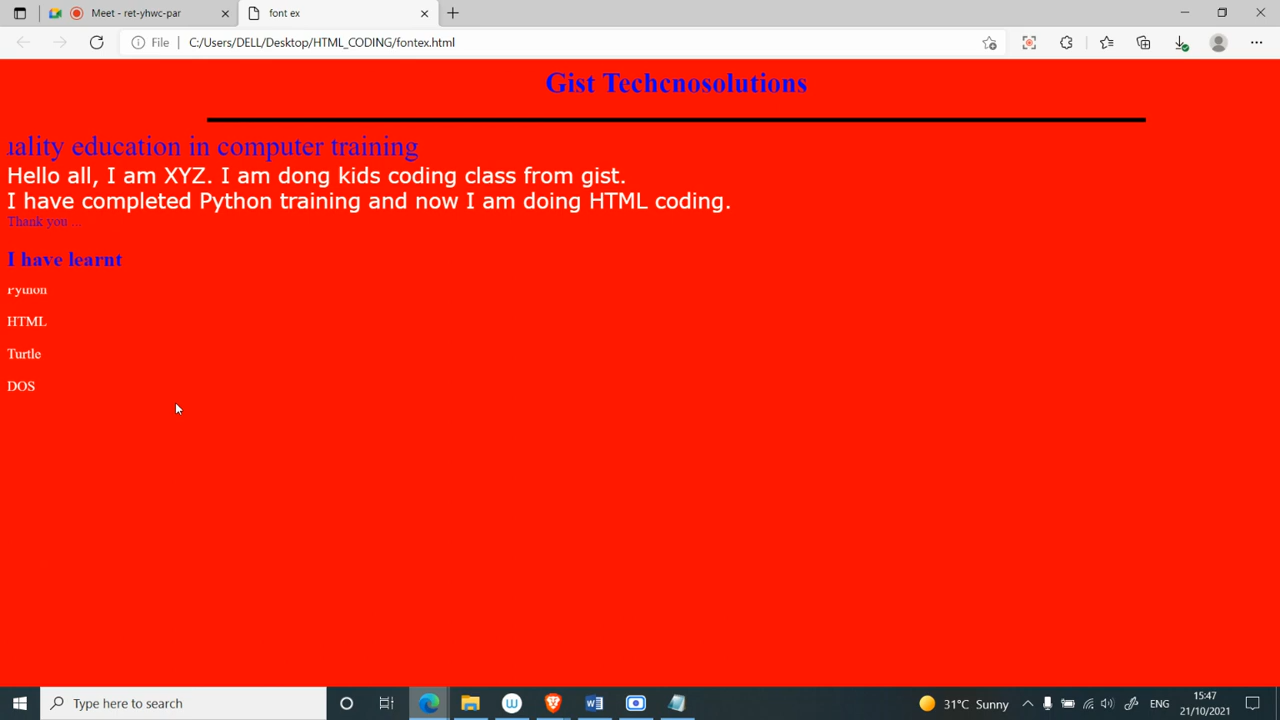 Meet - ret-yhwc-par
font ex
File
C:/Users/DELL/Desktop/HTML_CODING/fontex.html
Gist Techcnosolutions
uality education in computer training
Hello all, I am XYZ. I am dong kids coding class from gist.
I have completed Python training and now I am doing HTML coding.
Thank you ...
I have learnt
Python
HTML
Turtle
DOS
Type here to search
31°C Sunny
ENG
15:47
21/10/2021